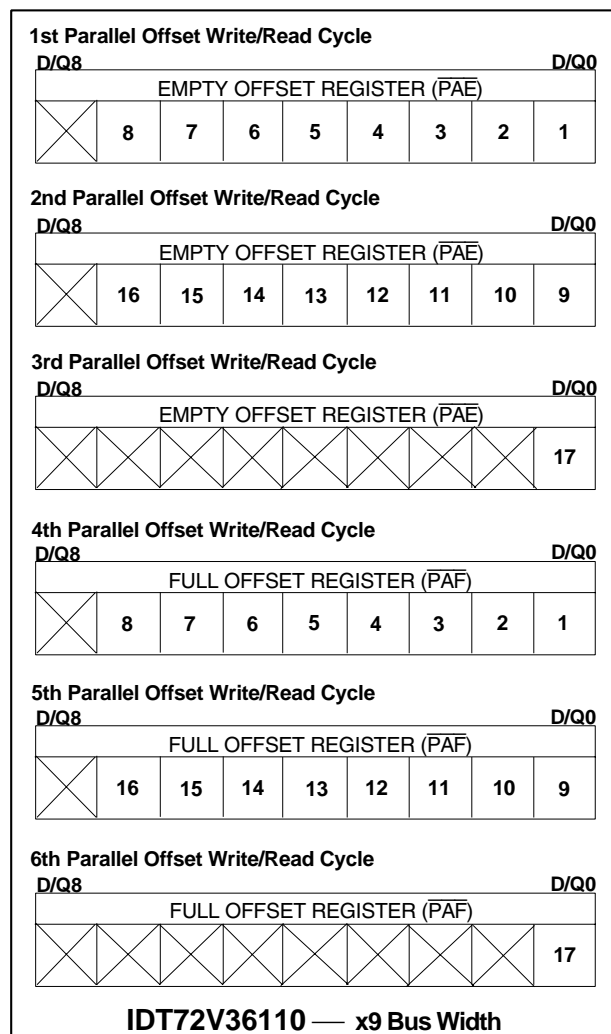 1st Parallel Offset Write/Read Cycle
D/Q8 D/Q0
EMPTY OFFSET REGISTER (PAE)
8 7 6 5 4 3 2 1
2nd Parallel Offset Write/Read Cycle
D/Q8 D/Q0
EMPTY OFFSET REGISTER (PAE)
16 15 14 13 12 11 10 9
3rd Parallel Offset Write/Read Cycle
D/Q8 D/Q0
EMPTY OFFSET REGISTER (PAE)
17
4th Parallel Offset Write/Read Cycle
D/Q8 D/Q0
FULL OFFSET REGISTER (PAF)
8 7 6 5 4 3 2 1
5th Parallel Offset Write/Read Cycle
D/Q8 D/Q0
FULL OFFSET REGISTER (PAF)
16 15 14 13 12 11 10 9
6th Parallel Offset Write/Read Cycle
D/Q8 D/Q0
FULL OFFSET REGISTER (PAF)
17
IDT72V36110 — x9 Bus Width